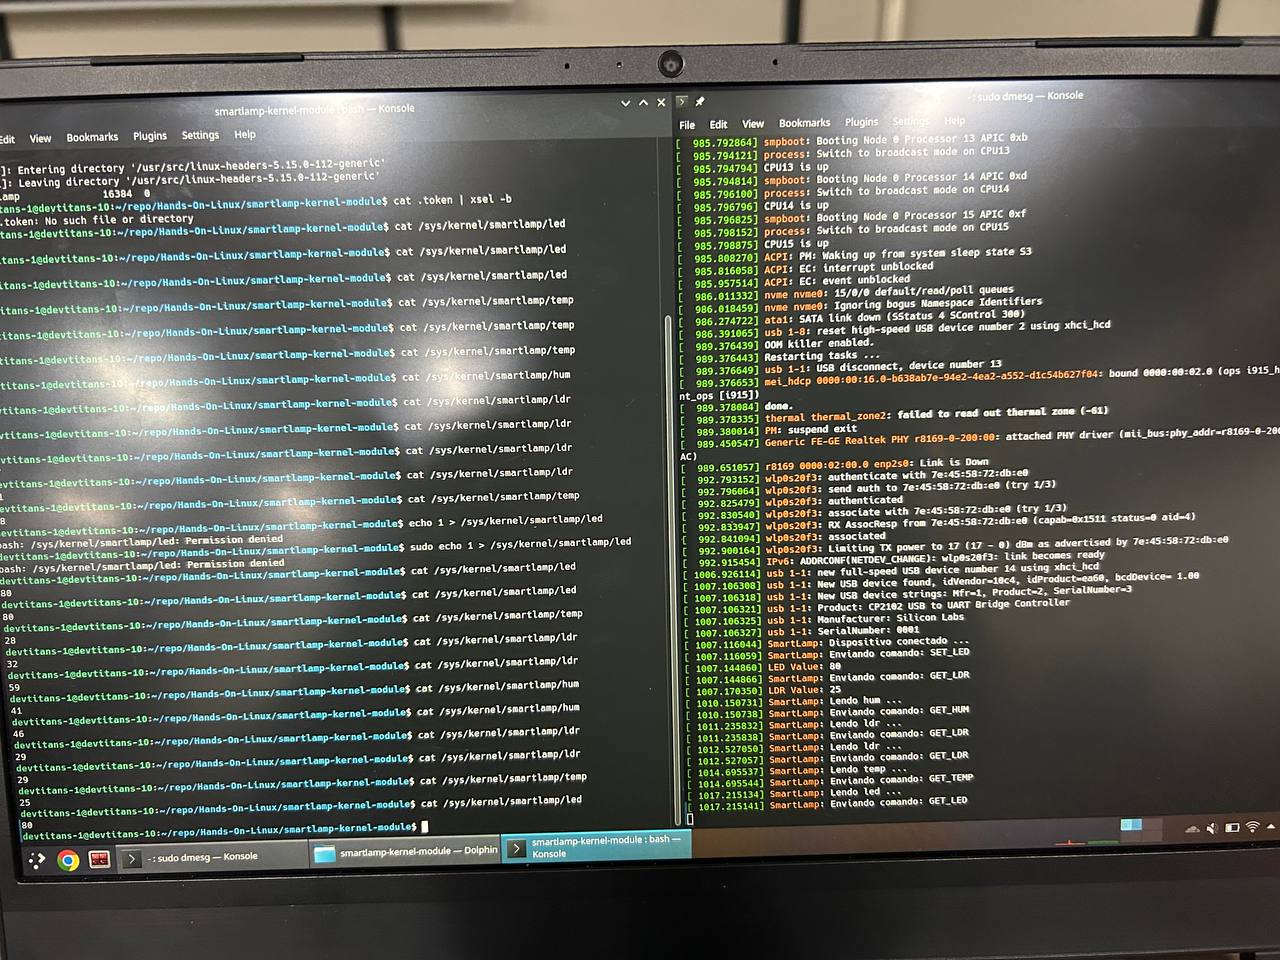 smartlamp-kernel-module : bash — Konsole
Edit View Bookmarks Plugins Settings Help
]: Entering directory '/usr/src/linux-headers-5.15.0-112-generic'
]: Leaving directory '/usr/src/linux-headers-5.15.0-112-generic'
lamp 16384 0
tans-1@devtitans-10:~/repo/Hands-On-Linux/smartlamp-kernel-module$ cat .token | xsel -b
.token: No such file or directory
tans-1@devtitans-10:~/repo/Hands-On-Linux/smartlamp-kernel-module$ cat /sys/kernel/smartlamp/led
tans-1@devtitans-10:~/repo/Hands-On-Linux/smartlamp-kernel-module$ cat /sys/kernel/smartlamp/led
tans-1@devtitans-10:~/repo/Hands-On-Linux/smartlamp-kernel-module$ cat /sys/kernel/smartlamp/led
titans-1@devtitans-10:~/repo/Hands-On-Linux/smartlamp-kernel-module$ cat /sys/kernel/smartlamp/temp
titans-1@devtitans-10:~/repo/Hands-On-Linux/smartlamp-kernel-module$ cat /sys/kernel/smartlamp/temp
titans-1@devtitans-10:~/repo/Hands-On-Linux/smartlamp-kernel-module$ cat /sys/kernel/smartlamp/temp
titans-1@devtitans-10:~/repo/Hands-On-Linux/smartlamp-kernel-module$ cat /sys/kernel/smartlamp/hum
vtitans-1@devtitans-10:~/repo/Hands-On-Linux/smartlamp-kernel-module$ cat /sys/kernel/smartlamp/ldr
vtitans-1@devtitans-10:~/repo/Hands-On-Linux/smartlamp-kernel-module$ cat /sys/kernel/smartlamp/ldr
vtitans-1@devtitans-10:~/repo/Hands-On-Linux/smartlamp-kernel-module$ cat /sys/kernel/smartlamp/ldr
vtitans-1@devtitans-10:~/repo/Hands-On-Linux/smartlamp-kernel-module$ cat /sys/kernel/smartlamp/ldr
1
evtitans-1@devtitans-10:~/repo/Hands-On-Linux/smartlamp-kernel-module$ cat /sys/kernel/smartlamp/temp
8
evtitans-1@devtitans-10:~/repo/Hands-On-Linux/smartlamp-kernel-module$ echo 1 > /sys/kernel/smartlamp/led
bash: /sys/kernel/smartlamp/led: Permission denied
evtitans-1@devtitans-10:~/repo/Hands-On-Linux/smartlamp-kernel-module$ sudo echo 1 > /sys/kernel/smartlamp/led
bash: /sys/kernel/smartlamp/led: Permission denied
devtitans-1@devtitans-10:~/repo/Hands-On-Linux/smartlamp-kernel-module$ cat /sys/kernel/smartlamp/led
80
devtitans-1@devtitans-10:~/repo/Hands-On-Linux/smartlamp-kernel-module$ cat /sys/kernel/smartlamp/led
80
devtitans-1@devtitans-10:~/repo/Hands-On-Linux/smartlamp-kernel-module$ cat /sys/kernel/smartlamp/temp
28
devtitans-1@devtitans-10:~/repo/Hands-On-Linux/smartlamp-kernel-module$ cat /sys/kernel/smartlamp/ldr
32
devtitans-1@devtitans-10:~/repo/Hands-On-Linux/smartlamp-kernel-module$ cat /sys/kernel/smartlamp/ldr
59
devtitans-1@devtitans-10:~/repo/Hands-On-Linux/smartlamp-kernel-module$ cat /sys/kernel/smartlamp/hum
41
devtitans-1@devtitans-10:~/repo/Hands-On-Linux/smartlamp-kernel-module$ cat /sys/kernel/smartlamp/hum
46
devtitans-1@devtitans-10:~/repo/Hands-On-Linux/smartlamp-kernel-module$ cat /sys/kernel/smartlamp/ldr
29
devtitans-1@devtitans-10:~/repo/Hands-On-Linux/smartlamp-kernel-module$ cat /sys/kernel/smartlamp/ldr
29
devtitans-1@devtitans-10:~/repo/Hands-On-Linux/smartlamp-kernel-module$ cat /sys/kernel/smartlamp/temp
25
devtitans-1@devtitans-10:~/repo/Hands-On-Linux/smartlamp-kernel-module$ cat /sys/kernel/smartlamp/led
80
devtitans-1@devtitans-10:~/repo/Hands-On-Linux/smartlamp-kernel-module$
- : sudo dmesg — Konsole
File Edit View Bookmarks Plugins Settings Help
[ 985.792864] smpboot: Booting Node 0 Processor 13 APIC 0xb
[ 985.794121] process: Switch to broadcast mode on CPU13
[ 985.794794] CPU13 is up
[ 985.794814] smpboot: Booting Node 0 Processor 14 APIC 0xd
[ 985.796100] process: Switch to broadcast mode on CPU14
[ 985.796796] CPU14 is up
[ 985.796825] smpboot: Booting Node 0 Processor 15 APIC 0xf
[ 985.798152] process: Switch to broadcast mode on CPU15
[ 985.798875] CPU15 is up
[ 985.808270] ACPI: PM: Waking up from system sleep state S3
[ 985.816058] ACPI: EC: interrupt unblocked
[ 985.957514] ACPI: EC: event unblocked
[ 986.011332] nvme nvme0: 15/0/0 default/read/poll queues
[ 986.018459] nvme nvme0: Ignoring bogus Namespace Identifiers
[ 986.274722] ata1: SATA link down (SStatus 4 SControl 300)
[ 986.391065] usb 1-8: reset high-speed USB device number 2 using xhci_hcd
[ 989.376439] OOM killer enabled.
[ 989.376443] Restarting tasks ...
[ 989.376649] usb 1-1: USB disconnect, device number 13
[ 989.376653] mei_hdcp 0000:00:16.0-b638ab7e-94e2-4ea2-a552-d1c54b627f04: bound 0000:00:02.0 (ops i915_h
nt_ops [i915])
[ 989.378084] done.
[ 989.378335] thermal thermal_zone2: failed to read out thermal zone (-61)
[ 989.380014] PM: suspend exit
[ 989.450547] Generic FE-GE Realtek PHY r8169-0-200:00: attached PHY driver (mii_bus:phy_addr=r8169-0-200
AC)
[ 989.651057] r8169 0000:02:00.0 enp2s0: Link is Down
[ 992.793152] wlp0s20f3: authenticate with 7e:45:58:72:db:e0
[ 992.796064] wlp0s20f3: send auth to 7e:45:58:72:db:e0 (try 1/3)
[ 992.825479] wlp0s20f3: authenticated
[ 992.830540] wlp0s20f3: associate with 7e:45:58:72:db:e0 (try 1/3)
[ 992.833947] wlp0s20f3: RX AssocResp from 7e:45:58:72:db:e0 (capab=0x1511 status=0 aid=4)
[ 992.841094] wlp0s20f3: associated
[ 992.900164] wlp0s20f3: Limiting TX power to 17 (17 - 0) dBm as advertised by 7e:45:58:72:db:e0
[ 992.915454] IPv6: ADDRCONF(NETDEV_CHANGE): wlp0s20f3: link becomes ready
[ 1006.926114] usb 1-1: new full-speed USB device number 14 using xhci_hcd
[ 1007.106308] usb 1-1: New USB device found, idVendor=10c4, idProduct=ea60, bcdDevice= 1.00
[ 1007.106318] usb 1-1: New USB device strings: Mfr=1, Product=2, SerialNumber=3
[ 1007.106321] usb 1-1: Product: CP2102 USB to UART Bridge Controller
[ 1007.106325] usb 1-1: Manufacturer: Silicon Labs
[ 1007.106327] usb 1-1: SerialNumber: 0001
[ 1007.116044] SmartLamp: Dispositivo conectado ...
[ 1007.116059] SmartLamp: Enviando comando: SET_LED
[ 1007.144860] LED Value: 80
[ 1007.144866] SmartLamp: Enviando comando: GET_LDR
[ 1007.170350] LDR Value: 25
[ 1010.150731] SmartLamp: Lendo hum ...
[ 1010.150738] SmartLamp: Enviando comando: GET_HUM
[ 1011.235832] SmartLamp: Lendo ldr ...
[ 1011.235838] SmartLamp: Enviando comando: GET_LDR
[ 1012.527050] SmartLamp: Lendo ldr ...
[ 1012.527057] SmartLamp: Enviando comando: GET_LDR
[ 1014.695537] SmartLamp: Lendo temp ...
[ 1014.695544] SmartLamp: Enviando comando: GET_TEMP
[ 1017.215134] SmartLamp: Lendo led ...
[ 1017.215141] SmartLamp: Enviando comando: GET_LED
- : sudo dmesg — Konsole
smartlamp-kernel-module — Dolphin
smartlamp-kernel-module : bash —
Konsole